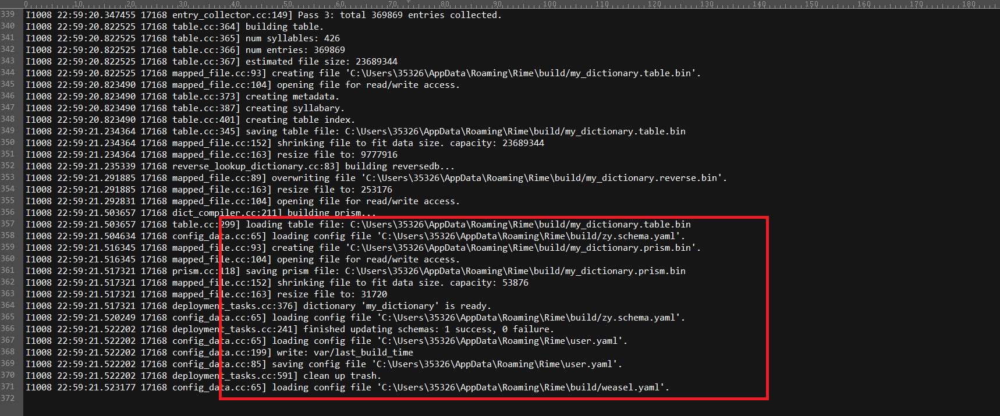 0 10 20 30 40 50 60 70 80 90 100 110 120 130 140 150 160 170 180
339 I1008 22:59:20.347455 17168 entry_collector.cc:149] Pass 3: total 369869 entries collected.
340 I1008 22:59:20.822525 17168 table.cc:364] building table.
341 I1008 22:59:20.822525 17168 table.cc:365] num syllables: 426
342 I1008 22:59:20.822525 17168 table.cc:366] num entries: 369869
343 I1008 22:59:20.822525 17168 table.cc:367] estimated file size: 23689344
344 I1008 22:59:20.822525 17168 mapped_file.cc:93] creating file 'C:\Users\35326\AppData\Roaming\Rime\build/my_dictionary.table.bin'.
345 I1008 22:59:20.823490 17168 mapped_file.cc:104] opening file for read/write access.
346 I1008 22:59:20.823490 17168 table.cc:373] creating metadata.
347 I1008 22:59:20.823490 17168 table.cc:387] creating syllabary.
348 I1008 22:59:20.823490 17168 table.cc:401] creating table index.
349 I1008 22:59:21.234364 17168 table.cc:345] saving table file: C:\Users\35326\AppData\Roaming\Rime\build/my_dictionary.table.bin
350 I1008 22:59:21.234364 17168 mapped_file.cc:152] shrinking file to fit data size. capacity: 23689344
351 I1008 22:59:21.234364 17168 mapped_file.cc:163] resize file to: 9777916
352 I1008 22:59:21.235339 17168 reverse_lookup_dictionary.cc:83] building reversedb...
353 I1008 22:59:21.291885 17168 mapped_file.cc:89] overwriting file 'C:\Users\35326\AppData\Roaming\Rime\build/my_dictionary.reverse.bin'.
354 I1008 22:59:21.291885 17168 mapped_file.cc:163] resize file to: 253176
355 I1008 22:59:21.292831 17168 mapped_file.cc:104] opening file for read/write access.
356 I1008 22:59:21.503657 17168 dict_compiler.cc:211] building prism...
357 I1008 22:59:21.503657 17168 table.cc:299] loading table file: C:\Users\35326\AppData\Roaming\Rime\build/my_dictionary.table.bin
358 I1008 22:59:21.504634 17168 config_data.cc:65] loading config file 'C:\Users\35326\AppData\Roaming\Rime\build/zy.schema.yaml'.
359 I1008 22:59:21.516345 17168 mapped_file.cc:93] creating file 'C:\Users\35326\AppData\Roaming\Rime\build/my_dictionary.prism.bin'.
360 I1008 22:59:21.516345 17168 mapped_file.cc:104] opening file for read/write access.
361 I1008 22:59:21.517321 17168 prism.cc:118] saving prism file: C:\Users\35326\AppData\Roaming\Rime\build/my_dictionary.prism.bin
362 I1008 22:59:21.517321 17168 mapped_file.cc:152] shrinking file to fit data size. capacity: 53876
363 I1008 22:59:21.517321 17168 mapped_file.cc:163] resize file to: 31720
364 I1008 22:59:21.517321 17168 deployment_tasks.cc:376] dictionary 'my_dictionary' is ready.
365 I1008 22:59:21.520249 17168 config_data.cc:65] loading config file 'C:\Users\35326\AppData\Roaming\Rime\build/zy.schema.yaml'.
366 I1008 22:59:21.522202 17168 deployment_tasks.cc:241] finished updating schemas: 1 success, 0 failure.
367 I1008 22:59:21.522202 17168 config_data.cc:65] loading config file 'C:\Users\35326\AppData\Roaming\Rime\user.yaml'.
368 I1008 22:59:21.522202 17168 config_data.cc:199] write: var/last_build_time
369 I1008 22:59:21.522202 17168 config_data.cc:85] saving config file 'C:\Users\35326\AppData\Roaming\Rime\user.yaml'.
370 I1008 22:59:21.522202 17168 deployment_tasks.cc:591] clean up trash.
371 I1008 22:59:21.523177 17168 config_data.cc:65] loading config file 'C:\Users\35326\AppData\Roaming\Rime\build/weasel.yaml'.
372